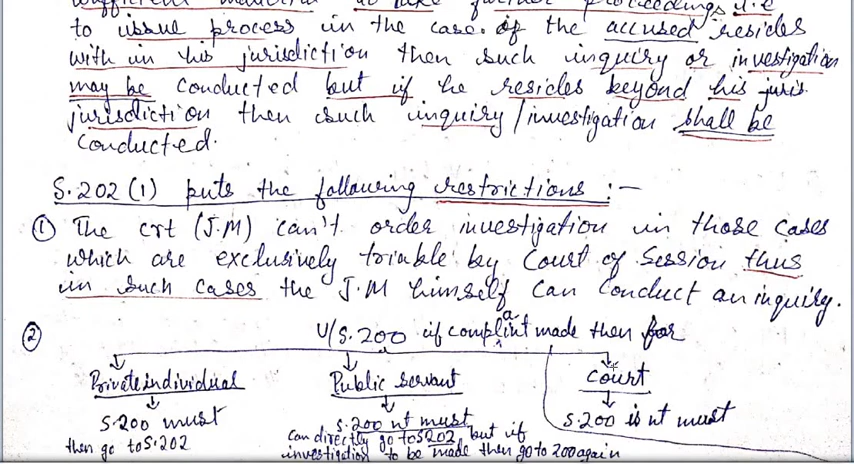 to issue process in the case. if the accused resides
with in his jurisdiction then such inquiry or investigation
may be conducted but if he resides beyond his juris.
jurisdiction then such inquiry/investigation shall be
conducted.
S.202 (1) puts the following restrictions :-
① The crt (J.M) can't order investigation in those cases
which are exclusively triable by Court of Session thus
in such cases the J.M himself can conduct an inquiry.
② U/S. 200 if complaint made then for
Private individual Public servant court
S.200 must S.200 nt must S.200 is nt must
then go to S.202 can directly go to S202, but if
investigation to be made then go to 200 again